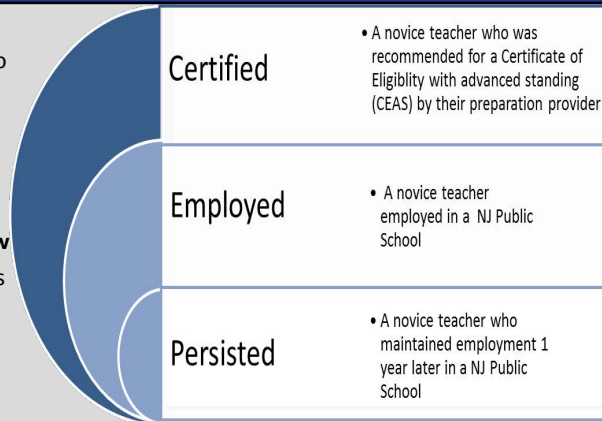 Certified
• A novice teacher who was
recommended for a Certificate of
Eligiblity with advanced standing
(CEAS) by their preparation provider
Employed
• A novice teacher
employed in a NJ Public
School
Persisted
• A novice teacher who
maintained employment 1
year later in a NJ Public
School